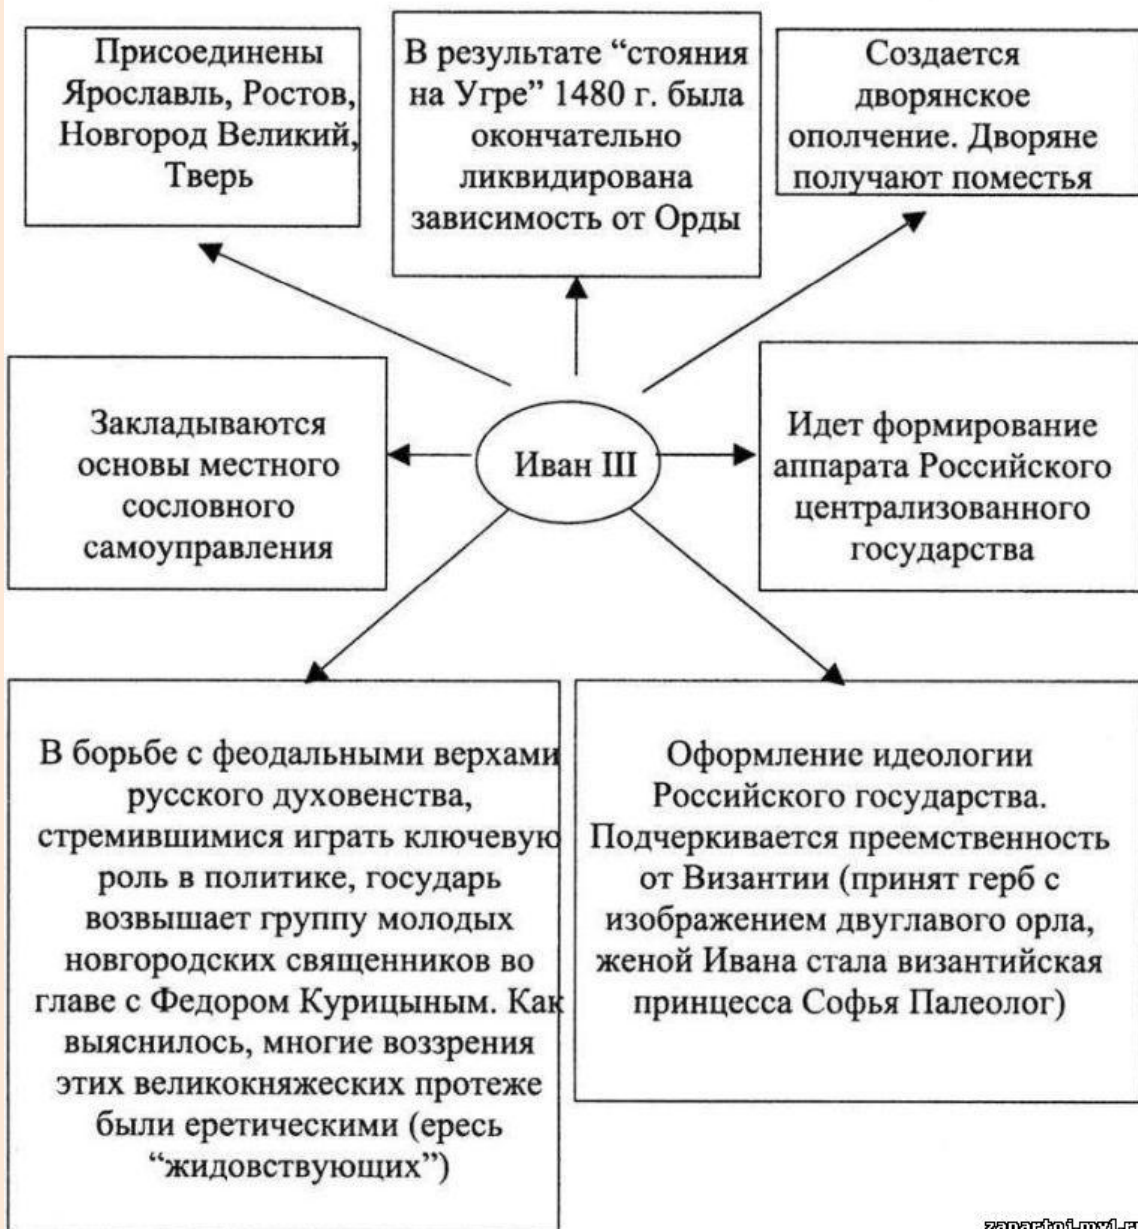 Присоединены
Ярославль, Ростов,
Новгород Великий,
Тверь
В результате “стояния
на Угре” 1480 г. была
окончательно
ликвидирована
зависимость от Орды
Создается
дворянское
ополчение. Дворяне
получают поместья
Закладываются
основы местного
сословного
самоуправления
Иван III
Идет формирование
аппарата Российского
централизованного
государства
В борьбе с феодальными верхами
русского духовенства,
стремившимися играть ключевую
роль в политике, государь
возвышает группу молодых
новгородских священников во
главе с Федором Курицыным. Как
выяснилось, многие воззрения
этих великокняжеских протеже
были еретическими (ересь
“жидовствующих”)
Оформление идеологии
Российского государства.
Подчеркивается преемственность
от Византии (принят герб с
изображением двуглавого орла,
женой Ивана стала византийская
принцесса Софья Палеолог)